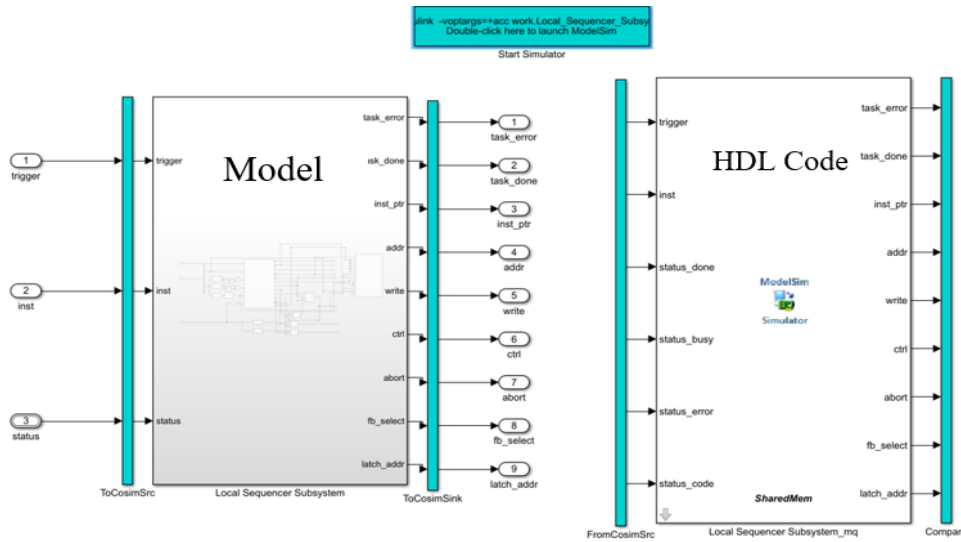 ulink -voptargs=+acc work.Local_Sequencer_Subsy
Double-click here to launch ModelSim
Start Simulator
1
trigger
2
inst
3
status
ToCosimSrc
Model
trigger
inst
status
task_error
sk_done
inst_ptr
addr
write
ctrl
abort
fb_select
latch_addr
Local Sequencer Subsystem
ToCosimSink
1
task_error
2
task_done
3
inst_ptr
4
addr
5
write
6
ctrl
7
abort
8
fb_select
9
latch_addr
FromCosimSrc
HDL Code
trigger
inst
status_done
status_busy
status_error
status_code
ModelSim
Simulator
SharedMem
task_error
task_done
inst_ptr
addr
write
ctrl
abort
fb_select
latch_addr
Local Sequencer Subsystem_mq
Compar